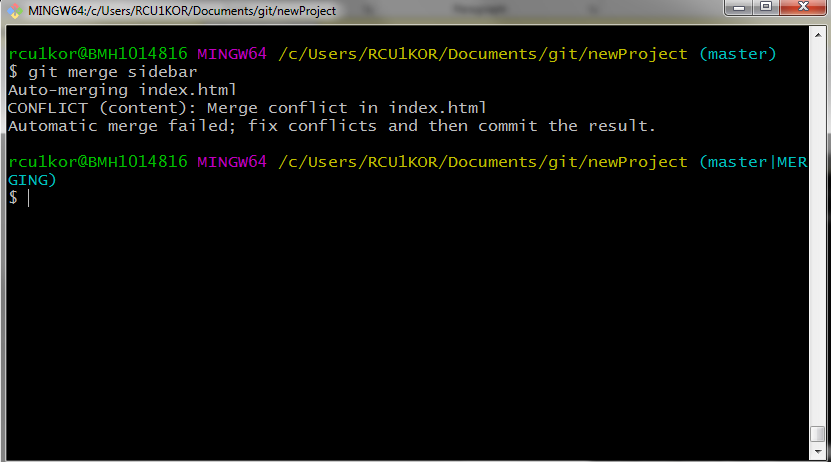 MINGW64:/c/Users/RCU1KOR/Documents/git/newProject
rcu1kor@BMH1014816 MINGW64 /c/Users/RCU1KOR/Documents/git/newProject (master)
$ git merge sidebar
Auto-merging index.html
CONFLICT (content): Merge conflict in index.html
Automatic merge failed; fix conflicts and then commit the result.
rcu1kor@BMH1014816 MINGW64 /c/Users/RCU1KOR/Documents/git/newProject (master|MER
GING)
$